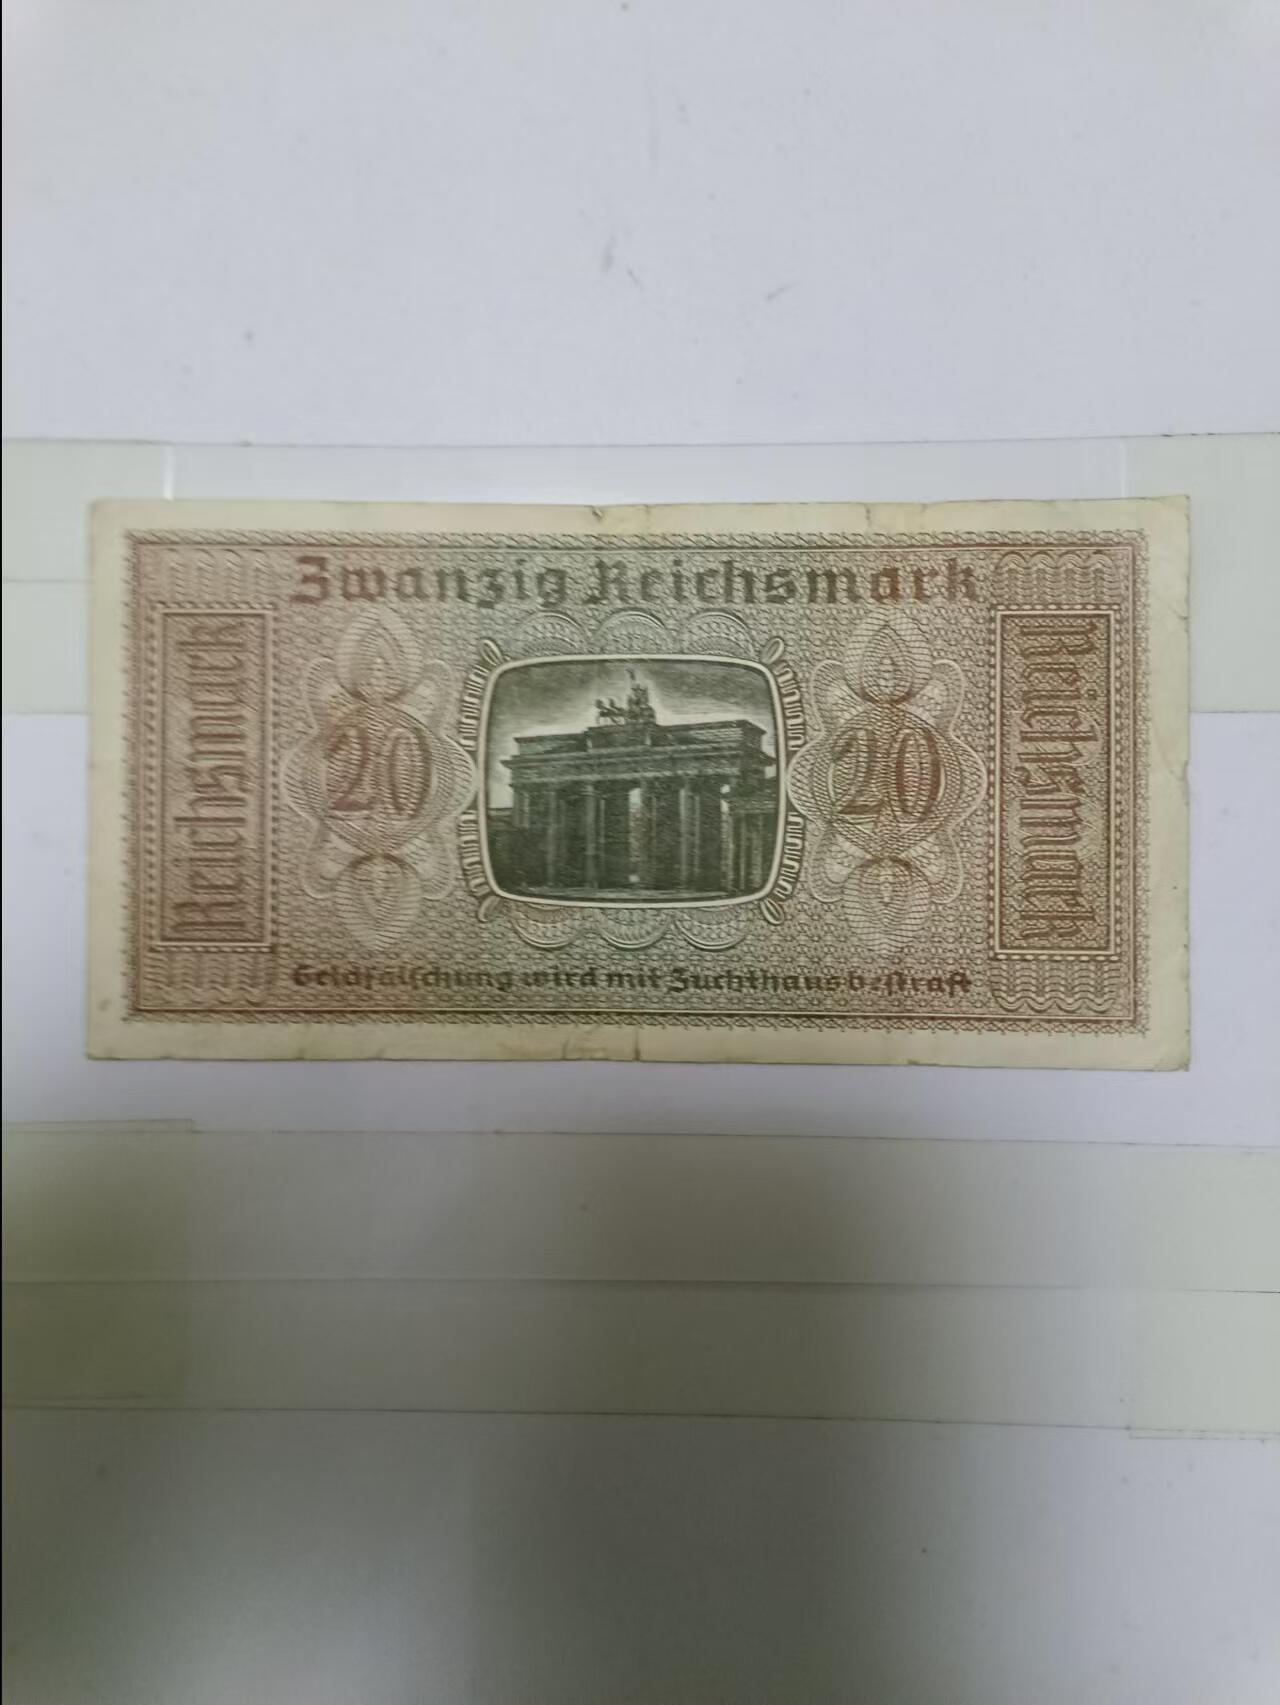 Zwanzig Reichsmark
Reichsmark
20
20
Reichsmark
Geldfälschung wird mit Zuchthaus bestraft